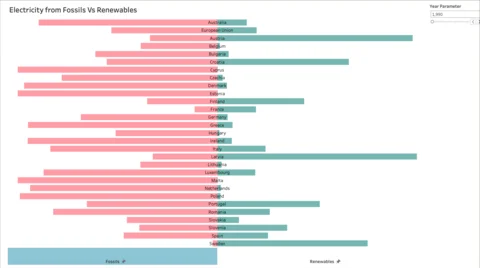 Electricity from Fossils Vs Renewables
Year Parameter
1,990
Australia
European Union
Austria
Belgium
Bulgaria
Croatia
Cyprus
Czechia
Denmark
Estonia
Finland
France
Germany
Greece
Hungary
Ireland
Italy
Latvia
Lithuania
Luxembourg
Malta
Netherlands
Poland
Portugal
Romania
Slovakia
Slovenia
Spain
Sweden
Fossils
Renewables